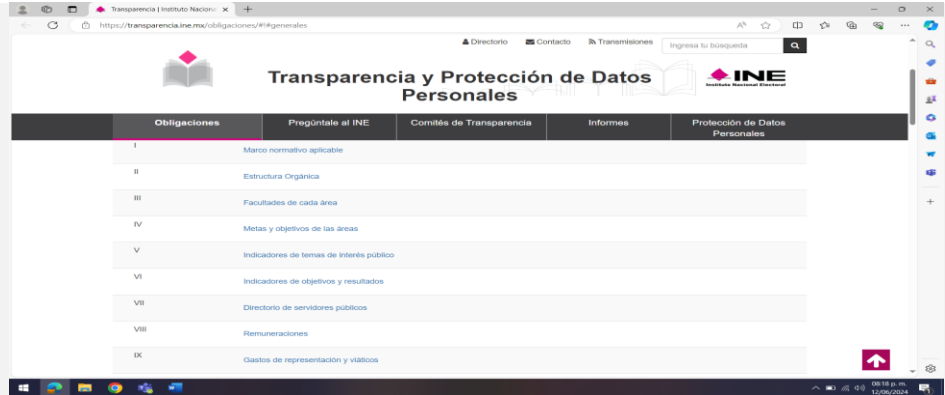 Transparencia | Instituto Nacional
https://transparencia.ine.mx/obligaciones/#!#generales
Directorio Contacto Transmisiones Ingresa tu búsqueda
Transparencia y Protección de Datos
Personales
INE
Instituto Nacional Electoral
Obligaciones Pregúntale al INE Comités de Transparencia Informes Protección de Datos
Personales
I Marco normativo aplicable
II Estructura Orgánica
III Facultades de cada área
IV Metas y objetivos de las áreas
V Indicadores de temas de interés público
VI Indicadores de objetivos y resultados
VII Directorio de servidores públicos
VIII Remuneraciones
IX Gastos de representación y viáticos
08:18 p. m.
12/06/2024